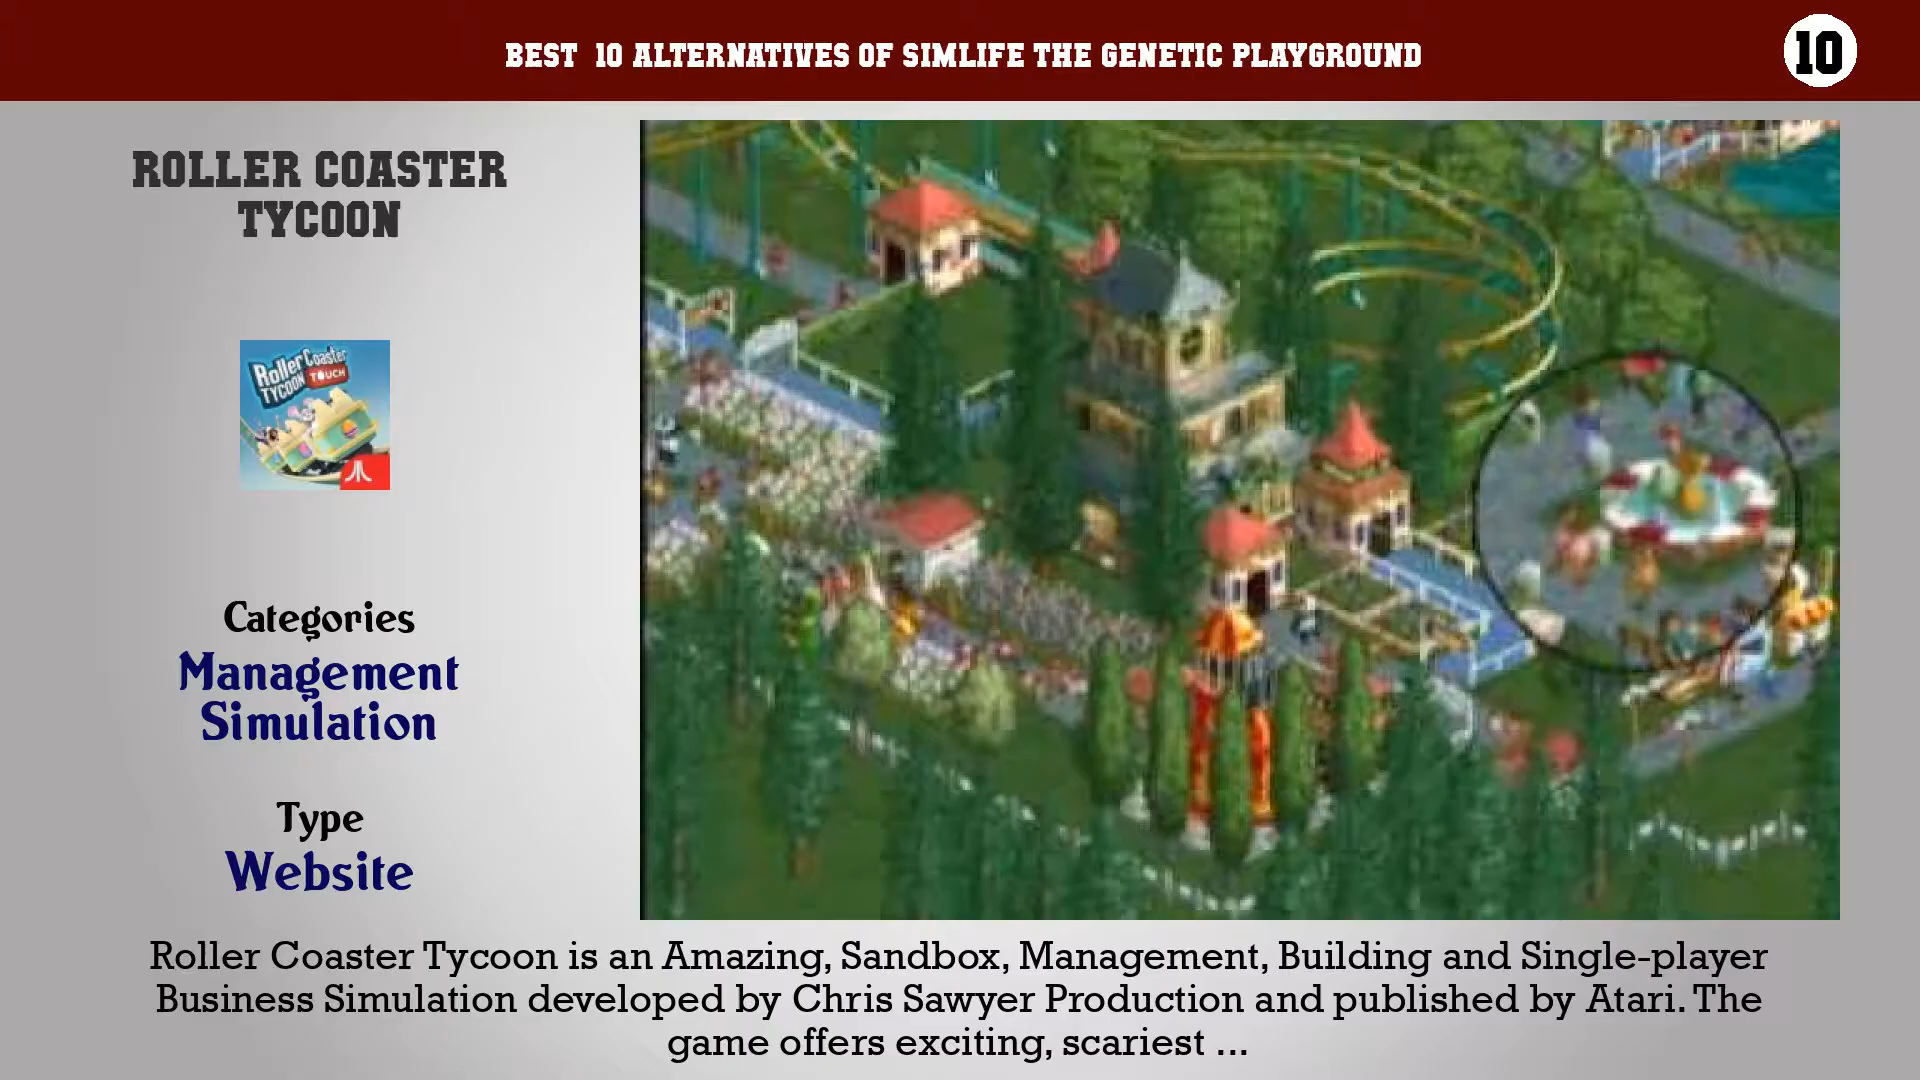 BEST 10 ALTERNATIVES OF SIMLIFE THE GENETIC PLAYGROUND
10
ROLLER COASTER
TYCOON
RollerCoaster
TYCOON
TOUCH
Categories
Management
Simulation
Type
Website
Roller Coaster Tycoon is an Amazing, Sandbox, Management, Building and Single-player
Business Simulation developed by Chris Sawyer Production and published by Atari. The
game offers exciting, scariest ...